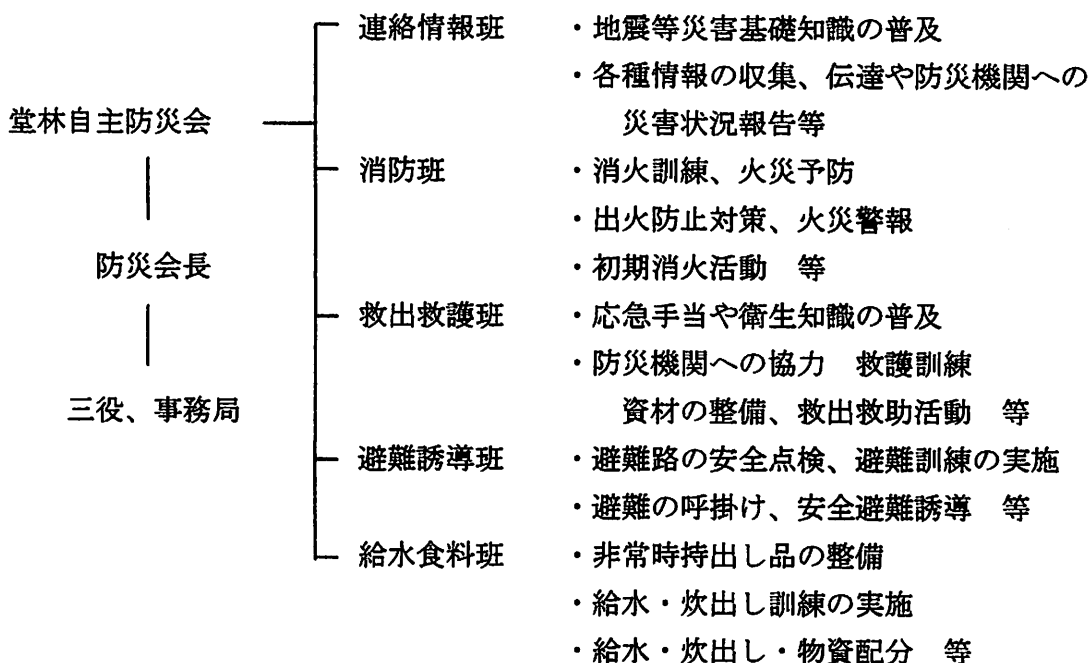 連絡情報班 ・地震等災害基礎知識の普及
・各種情報の収集、伝達や防災機関への
堂林自主防災会
災害状況報告等
消防班 ・消火訓練、火災予防
・出火防止対策、火災警報
防災会長
・初期消火活動 等
救出救護班 ・応急手当や衛生知識の普及
・防災機関への協力 救護訓練
三役、事務局
資材の整備、救出救助活動 等
避難誘導班 ・避難路の安全点検、避難訓練の実施
・避難の呼掛け、安全避難誘導 等
給水食料班 ・非常時持出し品の整備
・給水・炊出し訓練の実施
・給水・炊出し・物資配分 等